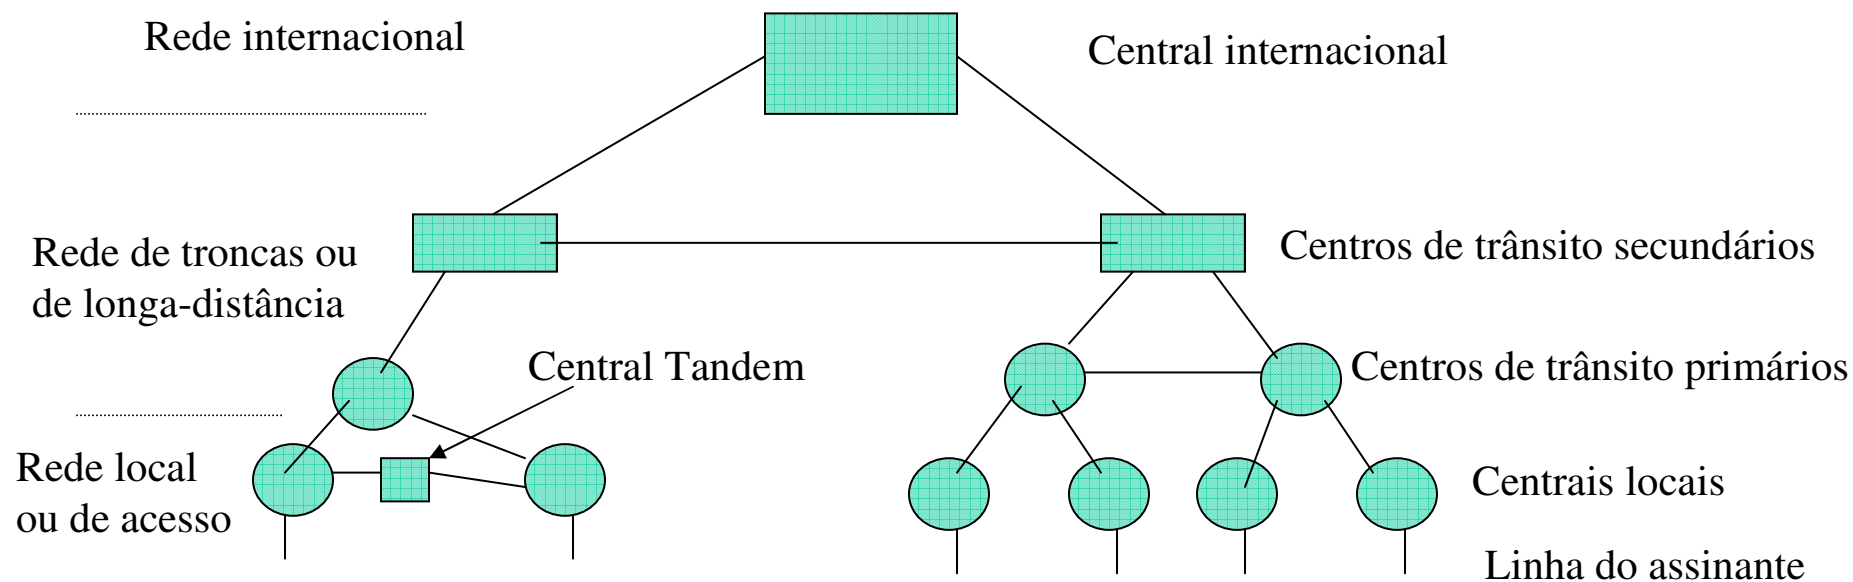 Rede internacional
Central internacional
Rede de troncas ou
de longa-distância
Centros de trânsito secundários
Central Tandem
Centros de trânsito primários
Rede local
ou de acesso
Centrais locais
Linha do assinante